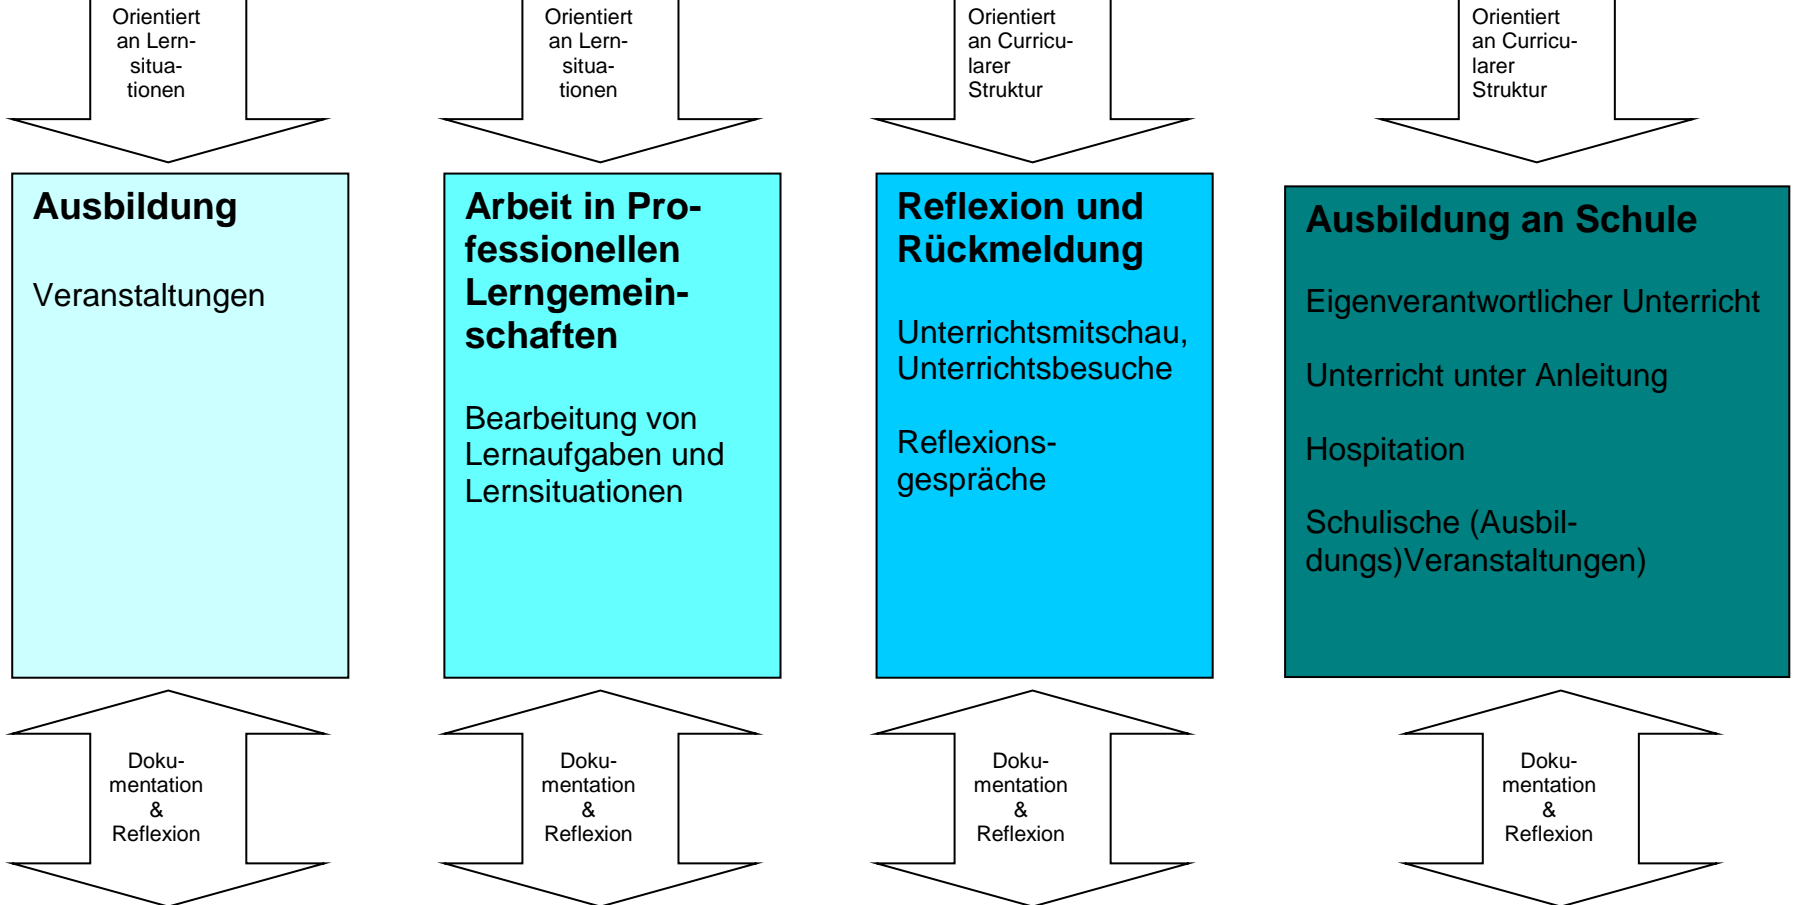 Orientiert
an Lern-
situa-
tionen
Orientiert
an Lern-
situa-
tionen
Orientiert
an Curricu-
larer
Struktur
Orientiert
an Curricu-
larer
Struktur
Ausbildung
Veranstaltungen
Arbeit in Pro-
fessionellen
Lerngemein-
schaften
Bearbeitung von
Lernaufgaben und
Lernsituationen
Reflexion und
Rückmeldung
Unterrichtsmitschau,
Unterrichtsbesuche
Reflexions-
gespräche
Ausbildung an Schule
Eigenverantwortlicher Unterricht
Unterricht unter Anleitung
Hospitation
Schulische (Ausbil-
dungs)Veranstaltungen)
Doku-
mentation
&
Reflexion
Doku-
mentation
&
Reflexion
Doku-
mentation
&
Reflexion
Doku-
mentation
&
Reflexion